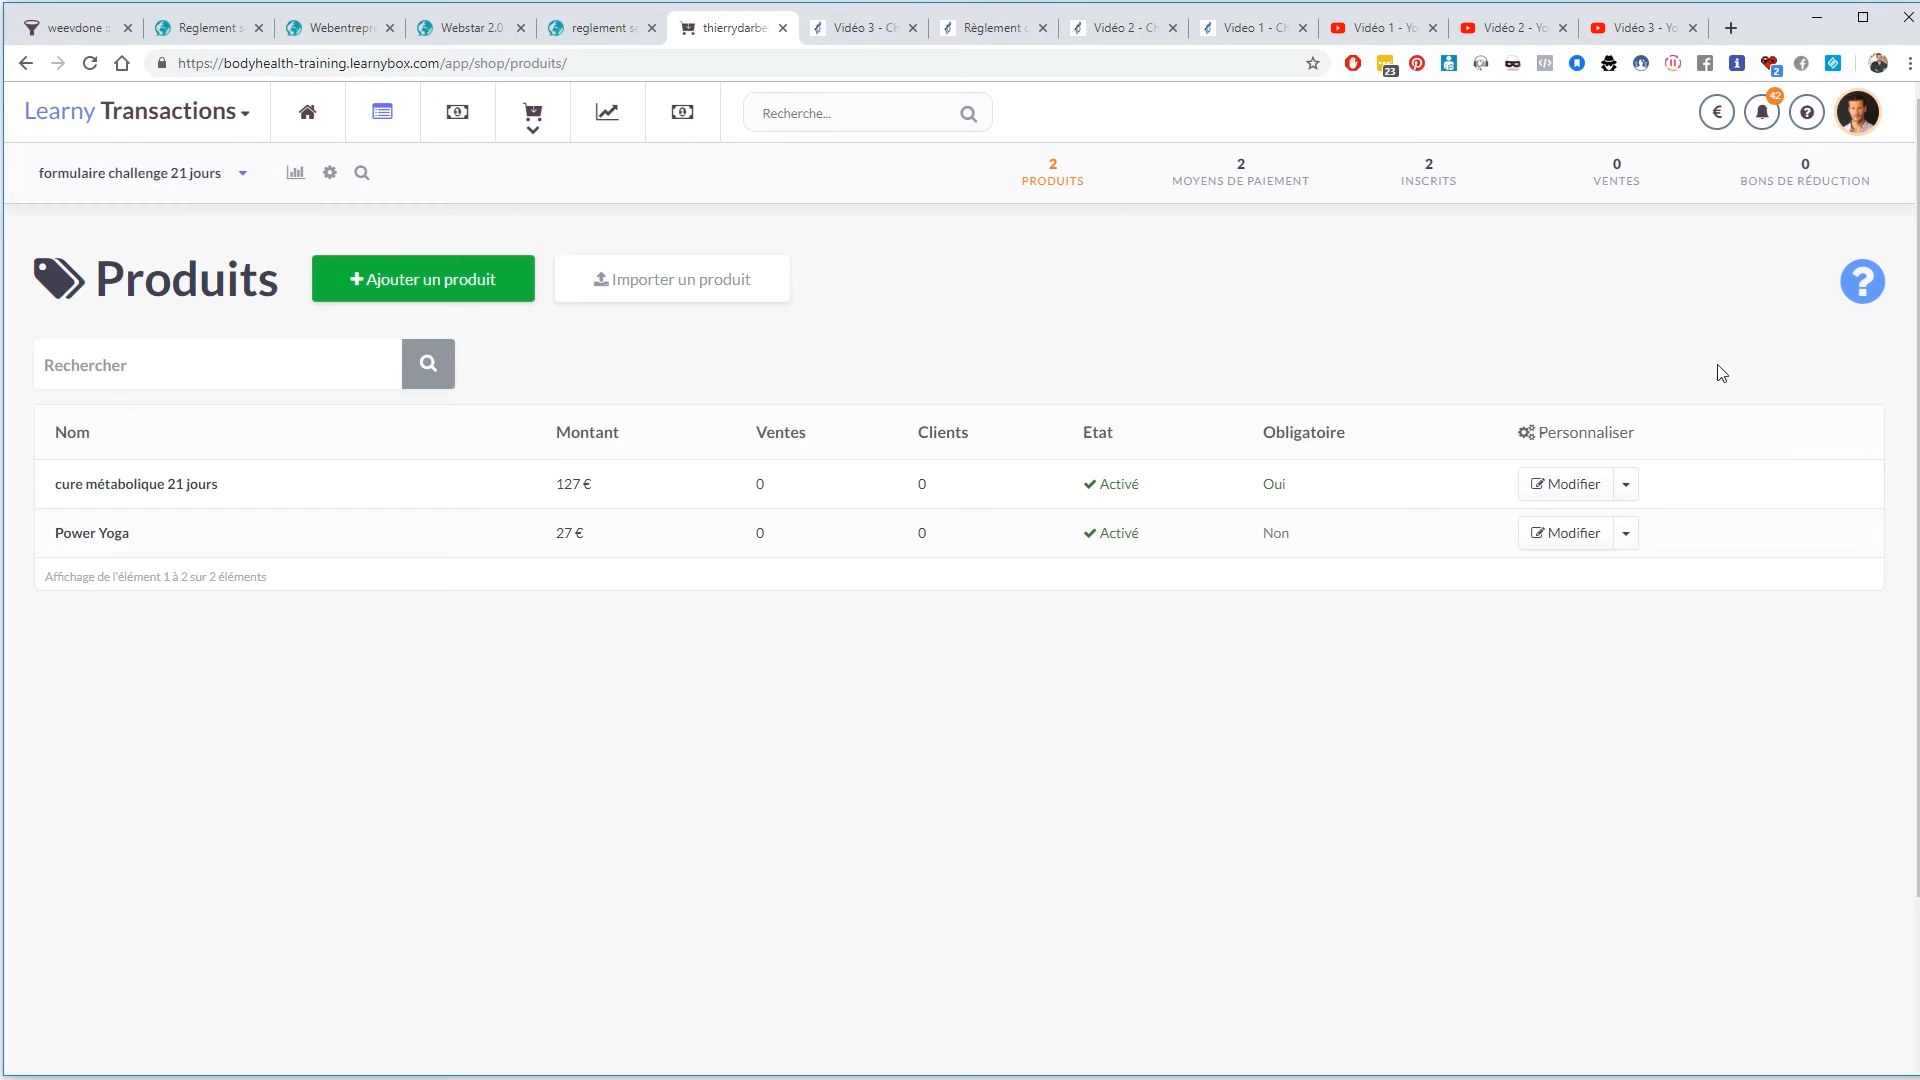 weevdone :
Reglement s
Webentrepre
Webstar 2.0
reglement se
thierrydarbe
Vidéo 3 - Ch
Règlement c
Vidéo 2 - Ch
Video 1 - Ch
Vidéo 1 - Yo
Vidéo 2 - Yo
Vidéo 3 - Yo
https://bodyhealth-training.learnybox.com/app/shop/produits/
23
2
Learny Transactions
Recherche...
€
42
?
formulaire challenge 21 jours
2
PRODUITS
2
MOYENS DE PAIEMENT
2
INSCRITS
0
VENTES
0
BONS DE RÉDUCTION
Produits
+ Ajouter un produit
Importer un produit
?
Rechercher
Nom Montant Ventes Clients Etat Obligatoire Personnaliser
cure métabolique 21 jours 127 € 0 0 Activé Oui Modifier
Power Yoga 27 € 0 0 Activé Non Modifier
Affichage de l'élément 1 à 2 sur 2 éléments